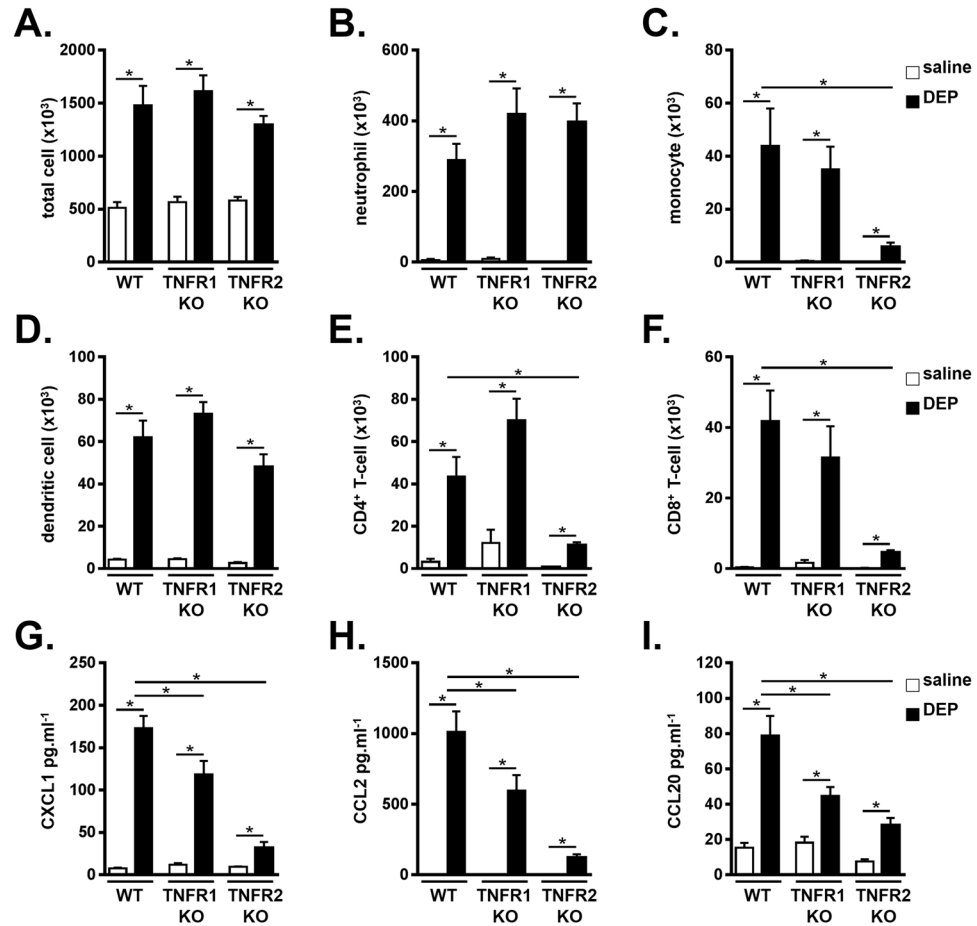 A.
2000
1500
1000
500
0
total cell (x10³)
*
*
*
WT
TNFR1
KO
TNFR2
KO
B.
600
400
200
0
neutrophil (x10³)
*
*
*
WT
TNFR1
KO
TNFR2
KO
C.
80
60
40
20
0
monocyte (x10³)
*
*
*
*
WT
TNFR1
KO
TNFR2
KO
saline
DEP
D.
100
80
60
40
20
0
dendritic cell (x10³)
*
*
*
WT
TNFR1
KO
TNFR2
KO
E.
100
80
60
40
20
0
CD4⁺ T-cell (x10³)
*
*
*
*
WT
TNFR1
KO
TNFR2
KO
F.
60
40
20
0
CD8⁺ T-cell (x10³)
*
*
*
*
WT
TNFR1
KO
TNFR2
KO
saline
DEP
G.
250
200
150
100
50
0
CXCL1 pg.ml⁻¹
*
*
*
*
*
WT
TNFR1
KO
TNFR2
KO
H.
1500
1000
500
0
CCL2 pg.ml⁻¹
*
*
*
*
*
WT
TNFR1
KO
TNFR2
KO
I.
120
100
80
60
40
20
0
CCL20 pg.ml⁻¹
*
*
*
*
*
WT
TNFR1
KO
TNFR2
KO
saline
DEP